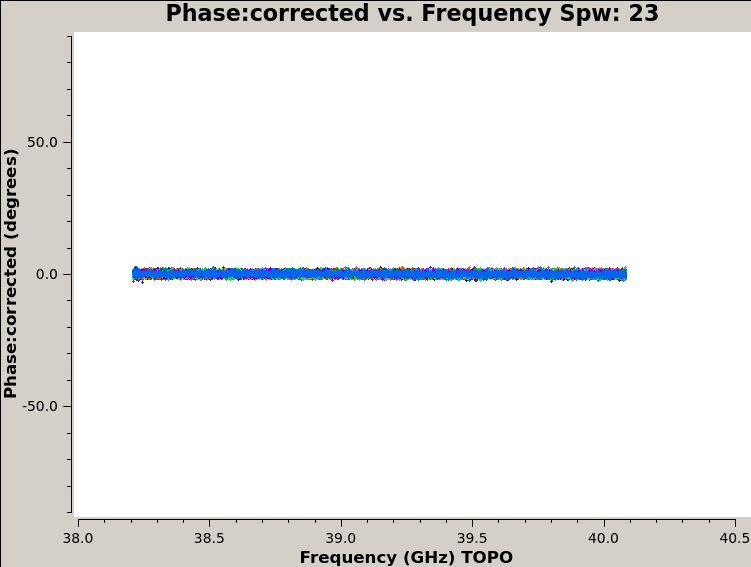 Phase:corrected vs. Frequency Spw: 23
Phase:corrected (degrees)
50.0
0.0
-50.0
38.0 38.5 39.0 39.5 40.0 40.5
Frequency (GHz) TOPO